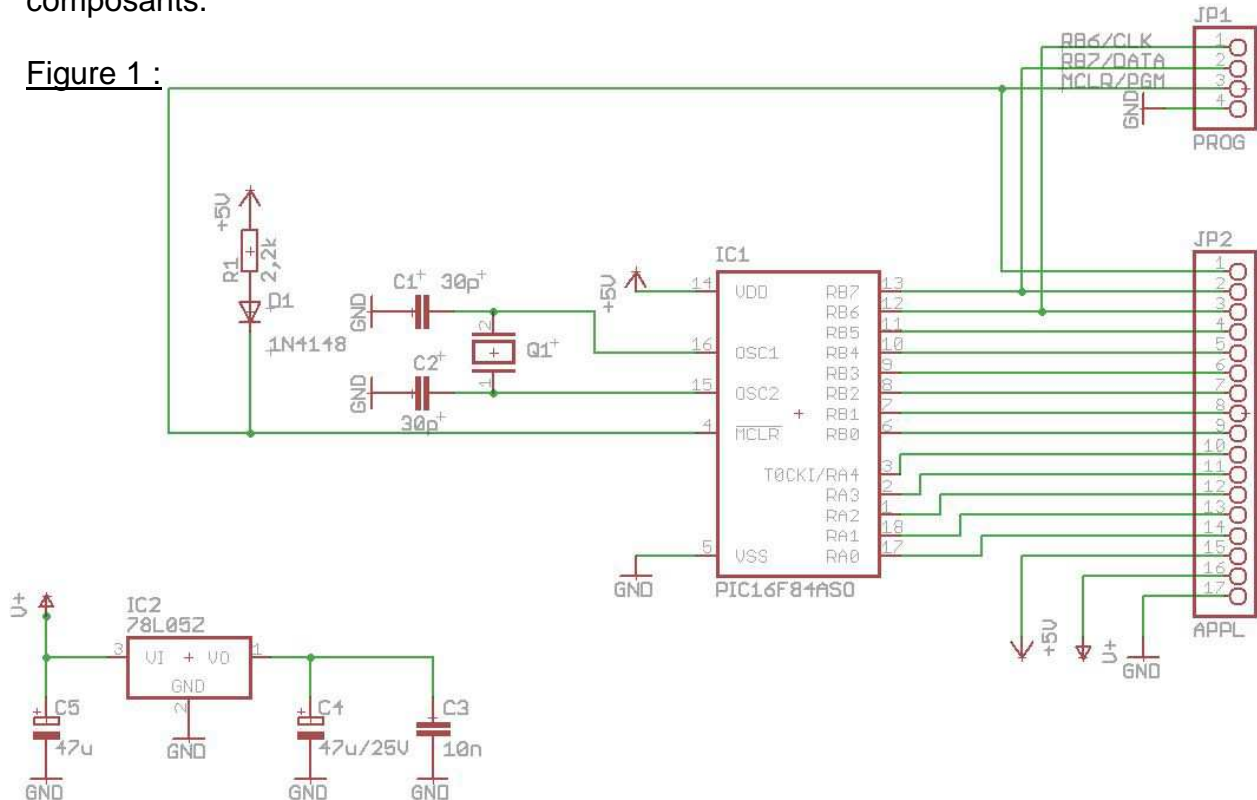 composants.
Figure 1 :
JP1
RB6/CLK 1
RB7/DATA 2
MCLR/PGM 3
GND 4
PROG
+5V
R1
2,2k
D1
1N4148
GND
C1
30p
GND
C2
30p
2
Q1
1
+5V
IC1
14 VDD
16 OSC1
15 OSC2
4 MCLR
5 VSS
RB7 13
RB6 12
RB5 11
RB4 10
RB3 9
RB2 8
RB1 7
RB0 6
T0CKI/RA4 3
RA3 2
RA2 1
RA1 18
RA0 17
GND
PIC16F84ASO
JP2
1
2
3
4
5
6
7
8
9
10
11
12
13
14
15
16
17
APPL
+5V
V+
GND
V+
IC2
78L05Z
3 VI VO 1
GND
2
GND
C5
47u
GND
C4
47u/25V
GND
C3
10n
GND